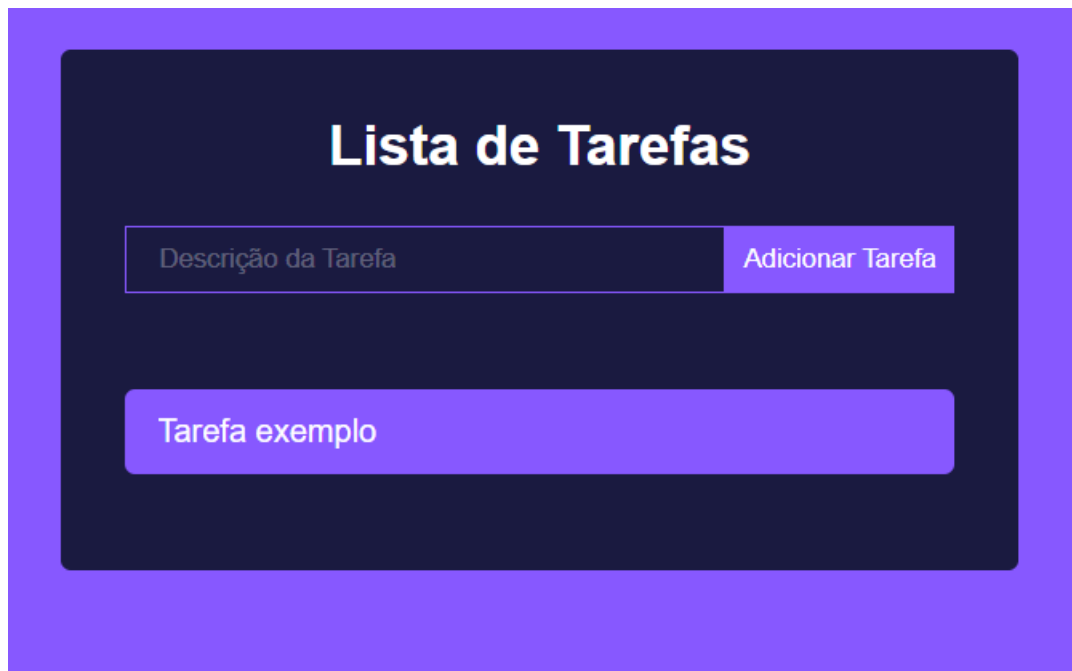 Lista de Tarefas
Descrição da Tarefa
Adicionar Tarefa
Tarefa exemplo